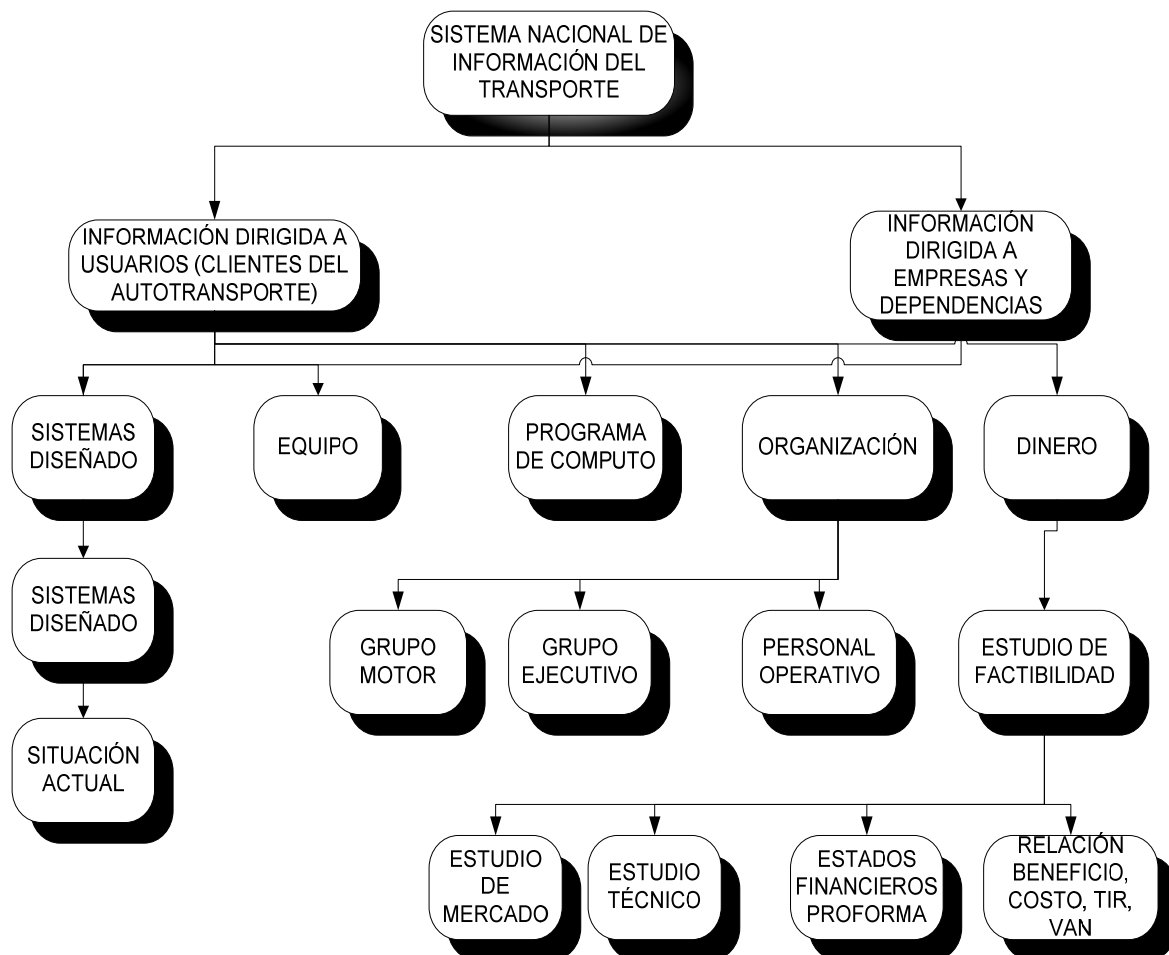 SISTEMA NACIONAL DE
INFORMACIÓN DEL
TRANSPORTE
INFORMACIÓN DIRIGIDA A
USUARIOS (CLIENTES DEL
AUTOTRANSPORTE)
INFORMACIÓN
DIRIGIDA A
EMPRESAS Y
DEPENDENCIAS
SISTEMAS
DISEÑADO
EQUIPO
PROGRAMA
DE COMPUTO
ORGANIZACIÓN
DINERO
SISTEMAS
DISEÑADO
GRUPO
MOTOR
GRUPO
EJECUTIVO
PERSONAL
OPERATIVO
ESTUDIO DE
FACTIBILIDAD
SITUACIÓN
ACTUAL
ESTUDIO
DE
MERCADO
ESTUDIO
TÉCNICO
ESTADOS
FINANCIEROS
PROFORMA
RELACIÓN
BENEFICIO,
COSTO, TIR,
VAN